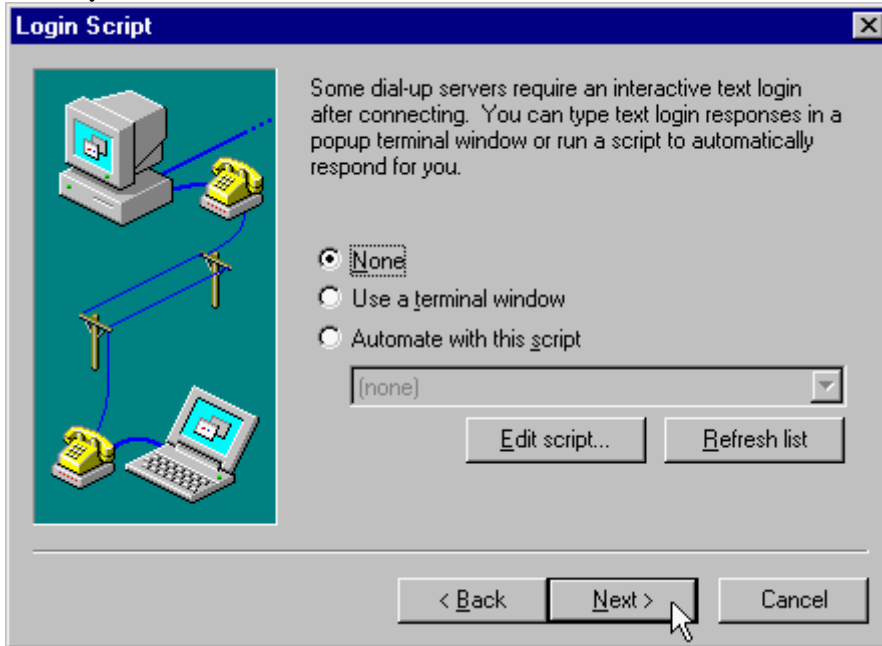 Login Script
Some dial-up servers require an interactive text login
after connecting. You can type text login responses in a
popup terminal window or run a script to automatically
respond for you.
None
Use a terminal window
Automate with this script
(none)
Edit script...
Refresh list
< Back
Next >
Cancel